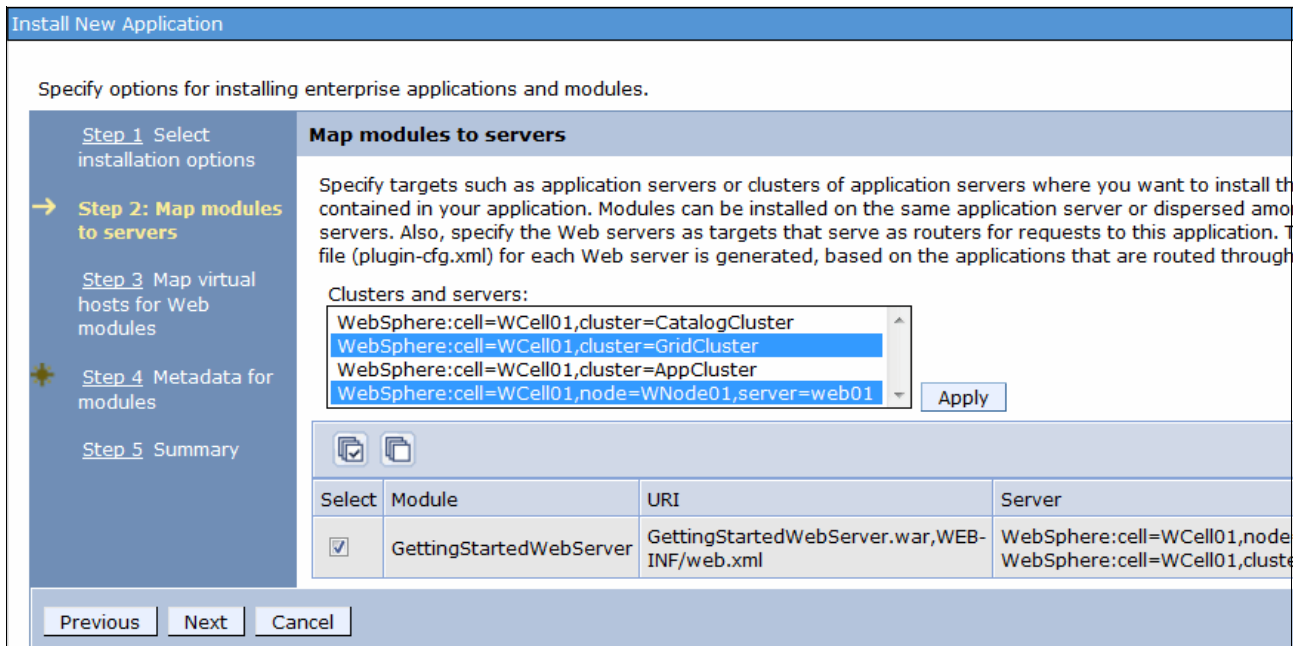 Install New Application
Specify options for installing enterprise applications and modules.
Step 1 Select
installation options
Step 2: Map modules
to servers
Step 3 Map virtual
hosts for Web
modules
Step 4 Metadata for
modules
Step 5 Summary
Map modules to servers
Specify targets such as application servers or clusters of application servers where you want to install th
contained in your application. Modules can be installed on the same application server or dispersed amo
servers. Also, specify the Web servers as targets that serve as routers for requests to this application. T
file (plugin-cfg.xml) for each Web server is generated, based on the applications that are routed through
Clusters and servers:
WebSphere:cell=WCell01,cluster=CatalogCluster
WebSphere:cell=WCell01,cluster=GridCluster
WebSphere:cell=WCell01,cluster=AppCluster
WebSphere:cell=WCell01,node=WNode01,server=web01
Apply
Select Module URI Server
GettingStartedWebServer
GettingStartedWebServer.war,WEB-
INF/web.xml
WebSphere:cell=WCell01,node
WebSphere:cell=WCell01,cluste
Previous Next Cancel